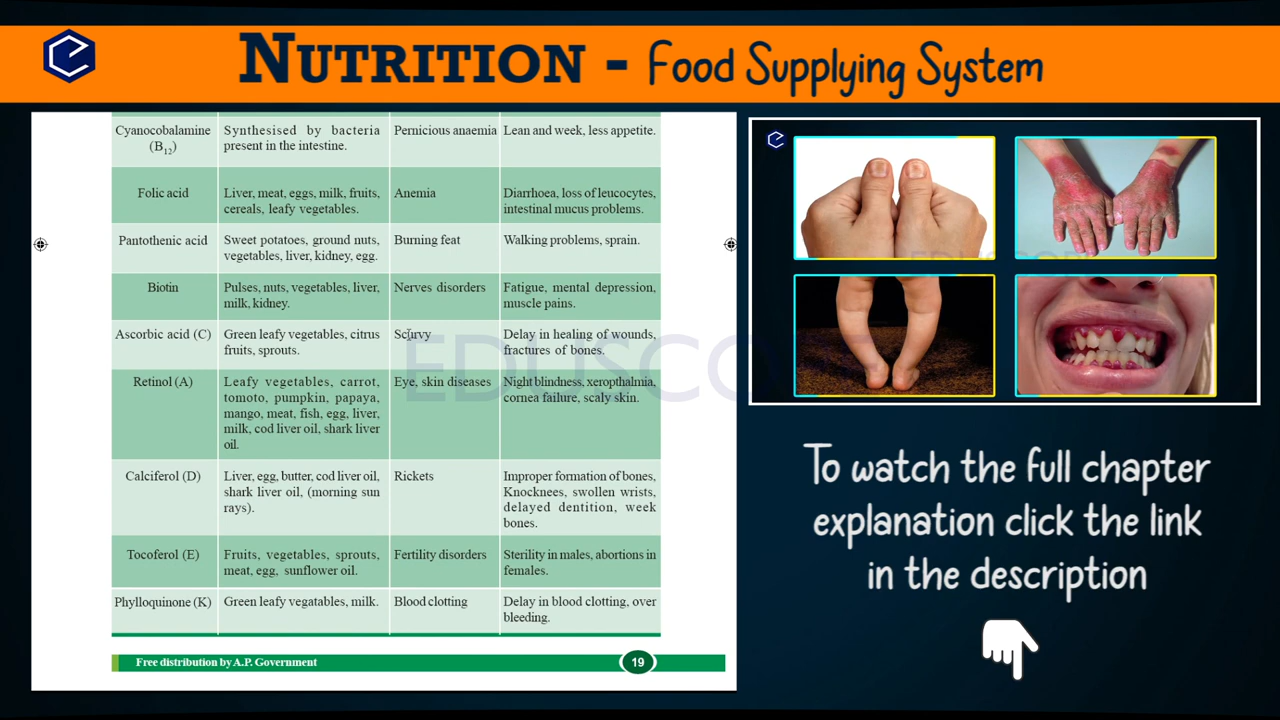 NUTRITION - Food Supplying System
Cyanocobalamine
(B12)
Synthesised by bacteria
present in the intestine.
Pernicious anaemia
Lean and week, less appetite.
Folic acid
Liver, meat, eggs, milk, fruits,
cereals, leafy vegetables.
Anemia
Diarrhoea, loss of leucocytes,
intestinal mucus problems.
Pantothenic acid
Sweet potatoes, ground nuts,
vegetables, liver, kidney, egg.
Burning feat
Walking problems, sprain.
Biotin
Pulses, nuts, vegetables, liver,
milk, kidney.
Nerves disorders
Fatigue, mental depression,
muscle pains.
Ascorbic acid (C)
Green leafy vegetables, citrus
fruits, sprouts.
Scurvy
Delay in healing of wounds,
fractures of bones.
Retinol (A)
Leafy vegetables, carrot,
tomoto, pumpkin, papaya,
mango, meat, fish, egg, liver,
milk, cod liver oil, shark liver
oil.
Eye, skin diseases
Night blindness, xeropthalmia,
cornea failure, scaly skin.
Calciferol (D)
Liver, egg, butter, cod liver oil,
shark liver oil, (morning sun
rays).
Rickets
Improper formation of bones,
Knocknees, swollen wrists,
delayed dentition, week
bones.
Tocoferol (E)
Fruits, vegetables, sprouts,
meat, egg, sunflower oil.
Fertility disorders
Sterility in males, abortions in
females.
Phylloquinone (K)
Green leafy vegatables, milk.
Blood clotting
Delay in blood clotting, over
bleeding.
Free distribution by A.P. Government
19
To watch the full chapter
explanation click the link
in the description